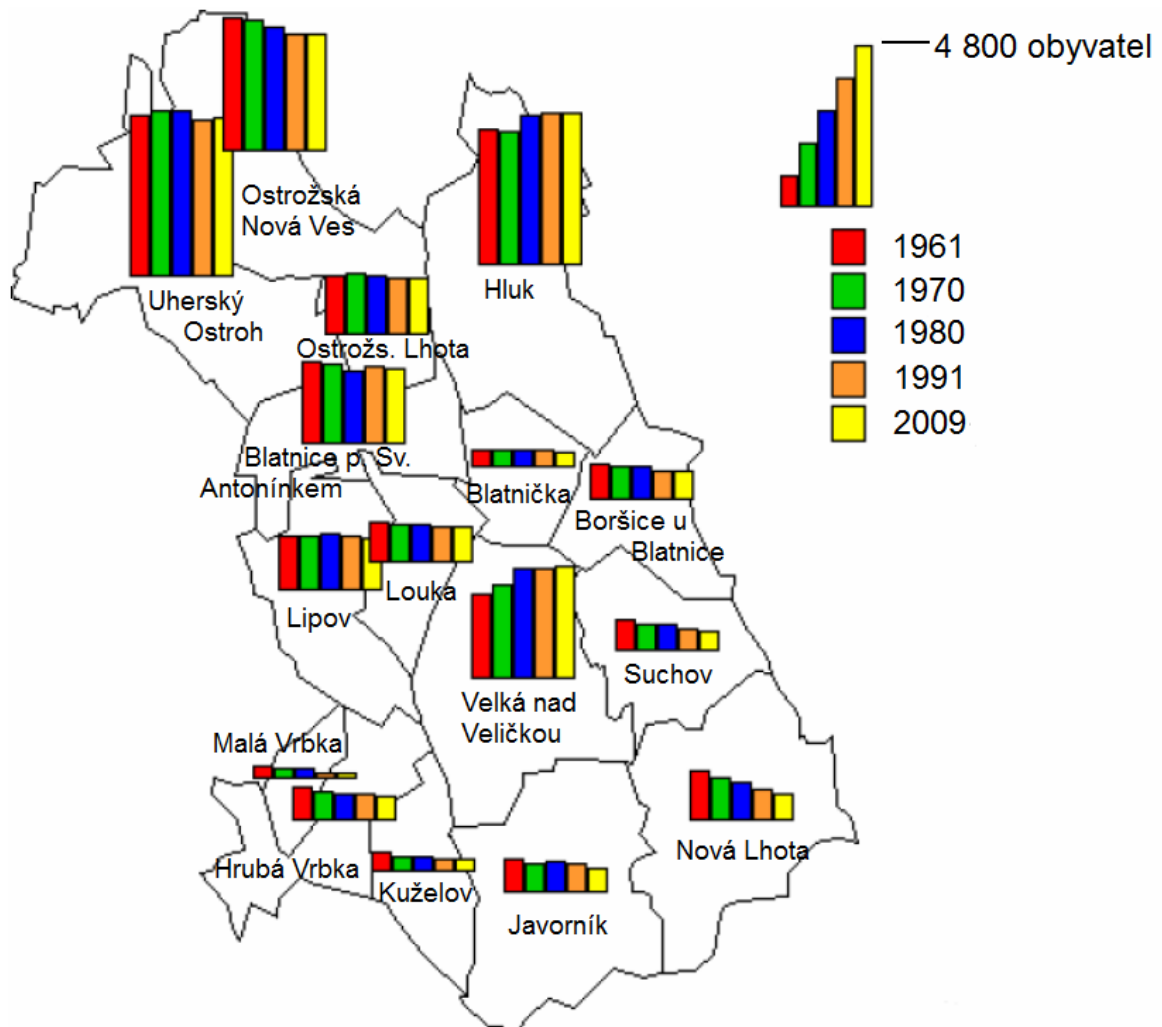 4 800 obyvatel
1961
1970
1980
1991
2009
Ostrožská
Nová Ves
Uherský
Ostroh
Hluk
Ostrožs. Lhota
Blatnice p. Sv.
Antonínkem
Blatnička
Boršice u
Blatnice
Louka
Lipov
Suchov
Velká nad
Veličkou
Malá Vrbka
Nová Lhota
Hrubá Vrbka
Kuželov
Javorník